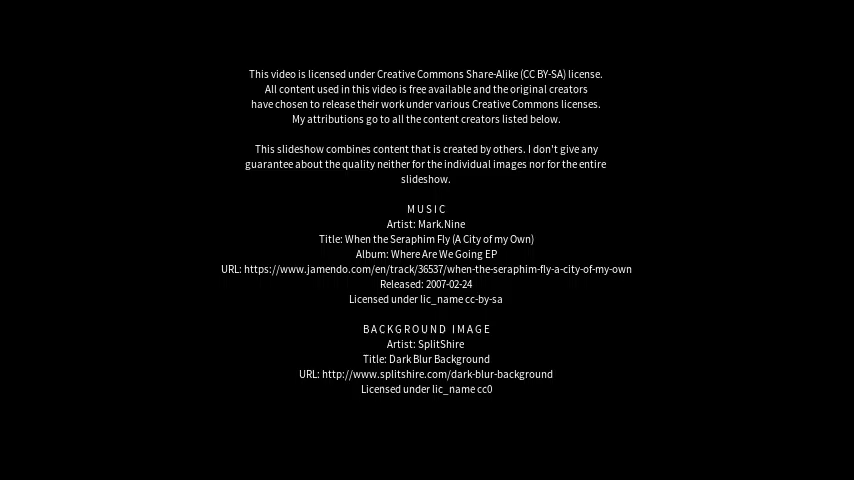 This video is licensed under Creative Commons Share-Alike (CC BY-SA) license.
All content used in this video is free available and the original creators
have chosen to release their work under various Creative Commons licenses.
My attributions go to all the content creators listed below.
This slideshow combines content that is created by others. I don't give any
guarantee about the quality neither for the individual images nor for the entire
slideshow.
MUSIC
Artist: Mark.Nine
Title: When the Seraphim Fly (A City of my Own)
Album: Where Are We Going EP
URL: https://www.jamendo.com/en/track/36537/when-the-seraphim-fly-a-city-of-my-own
Released: 2007-02-24
Licensed under lic_name cc-by-sa
BACKGROUND IMAGE
Artist: SplitShire
Title: Dark Blur Background
URL: http://www.splitshire.com/dark-blur-background
Licensed under lic_name cc0